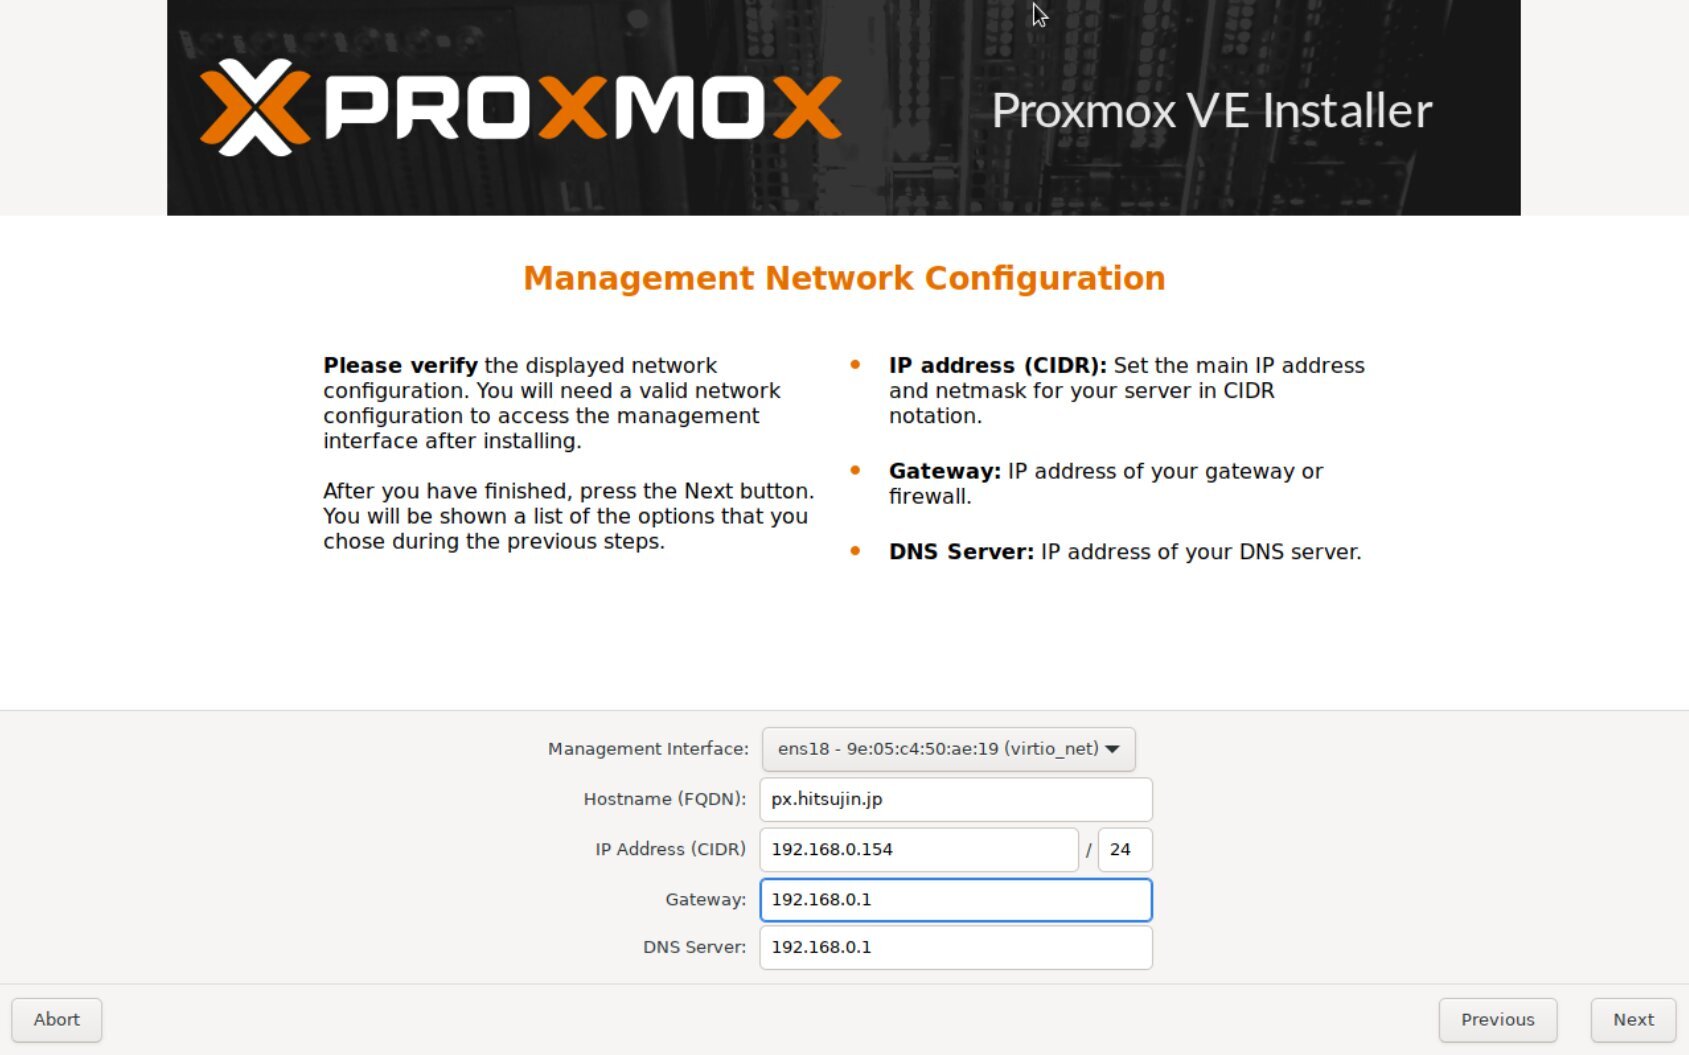 PROXMOX
Proxmox VE Installer
Management Network Configuration
Please verify the displayed network
configuration. You will need a valid network
configuration to access the management
interface after installing.
After you have finished, press the Next button.
You will be shown a list of the options that you
chose during the previous steps.
• IP address (CIDR): Set the main IP address
and netmask for your server in CIDR
notation.
• Gateway: IP address of your gateway or
firewall.
• DNS Server: IP address of your DNS server.
Management Interface: ens18 - 9e:05:c4:50:ae:19 (virtio_net)
Hostname (FQDN): px.hitsujin.jp
IP Address (CIDR) 192.168.0.154 / 24
Gateway: 192.168.0.1
DNS Server: 192.168.0.1
Abort Previous Next